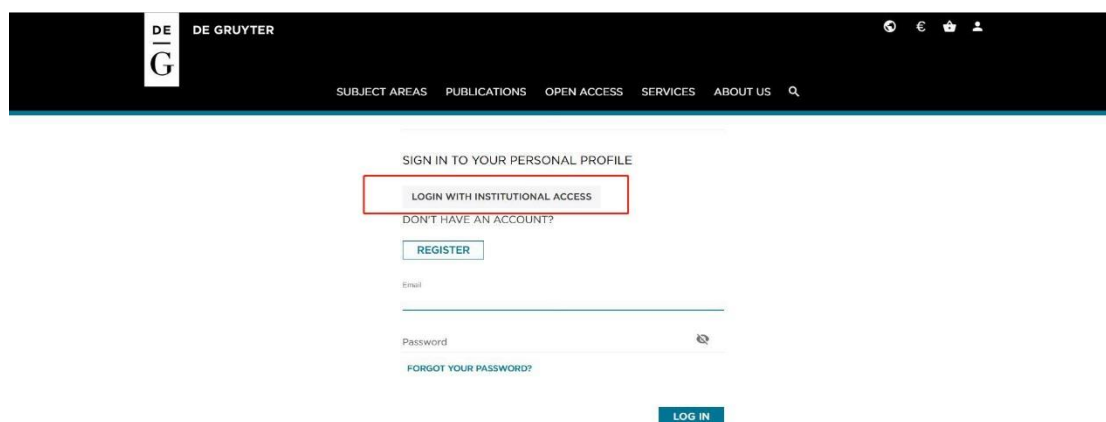 DE
G
DE GRUYTER
€
SUBJECT AREAS PUBLICATIONS OPEN ACCESS SERVICES ABOUT US
SIGN IN TO YOUR PERSONAL PROFILE
LOGIN WITH INSTITUTIONAL ACCESS
DON'T HAVE AN ACCOUNT?
REGISTER
Email
Password
FORGOT YOUR PASSWORD?
LOG IN